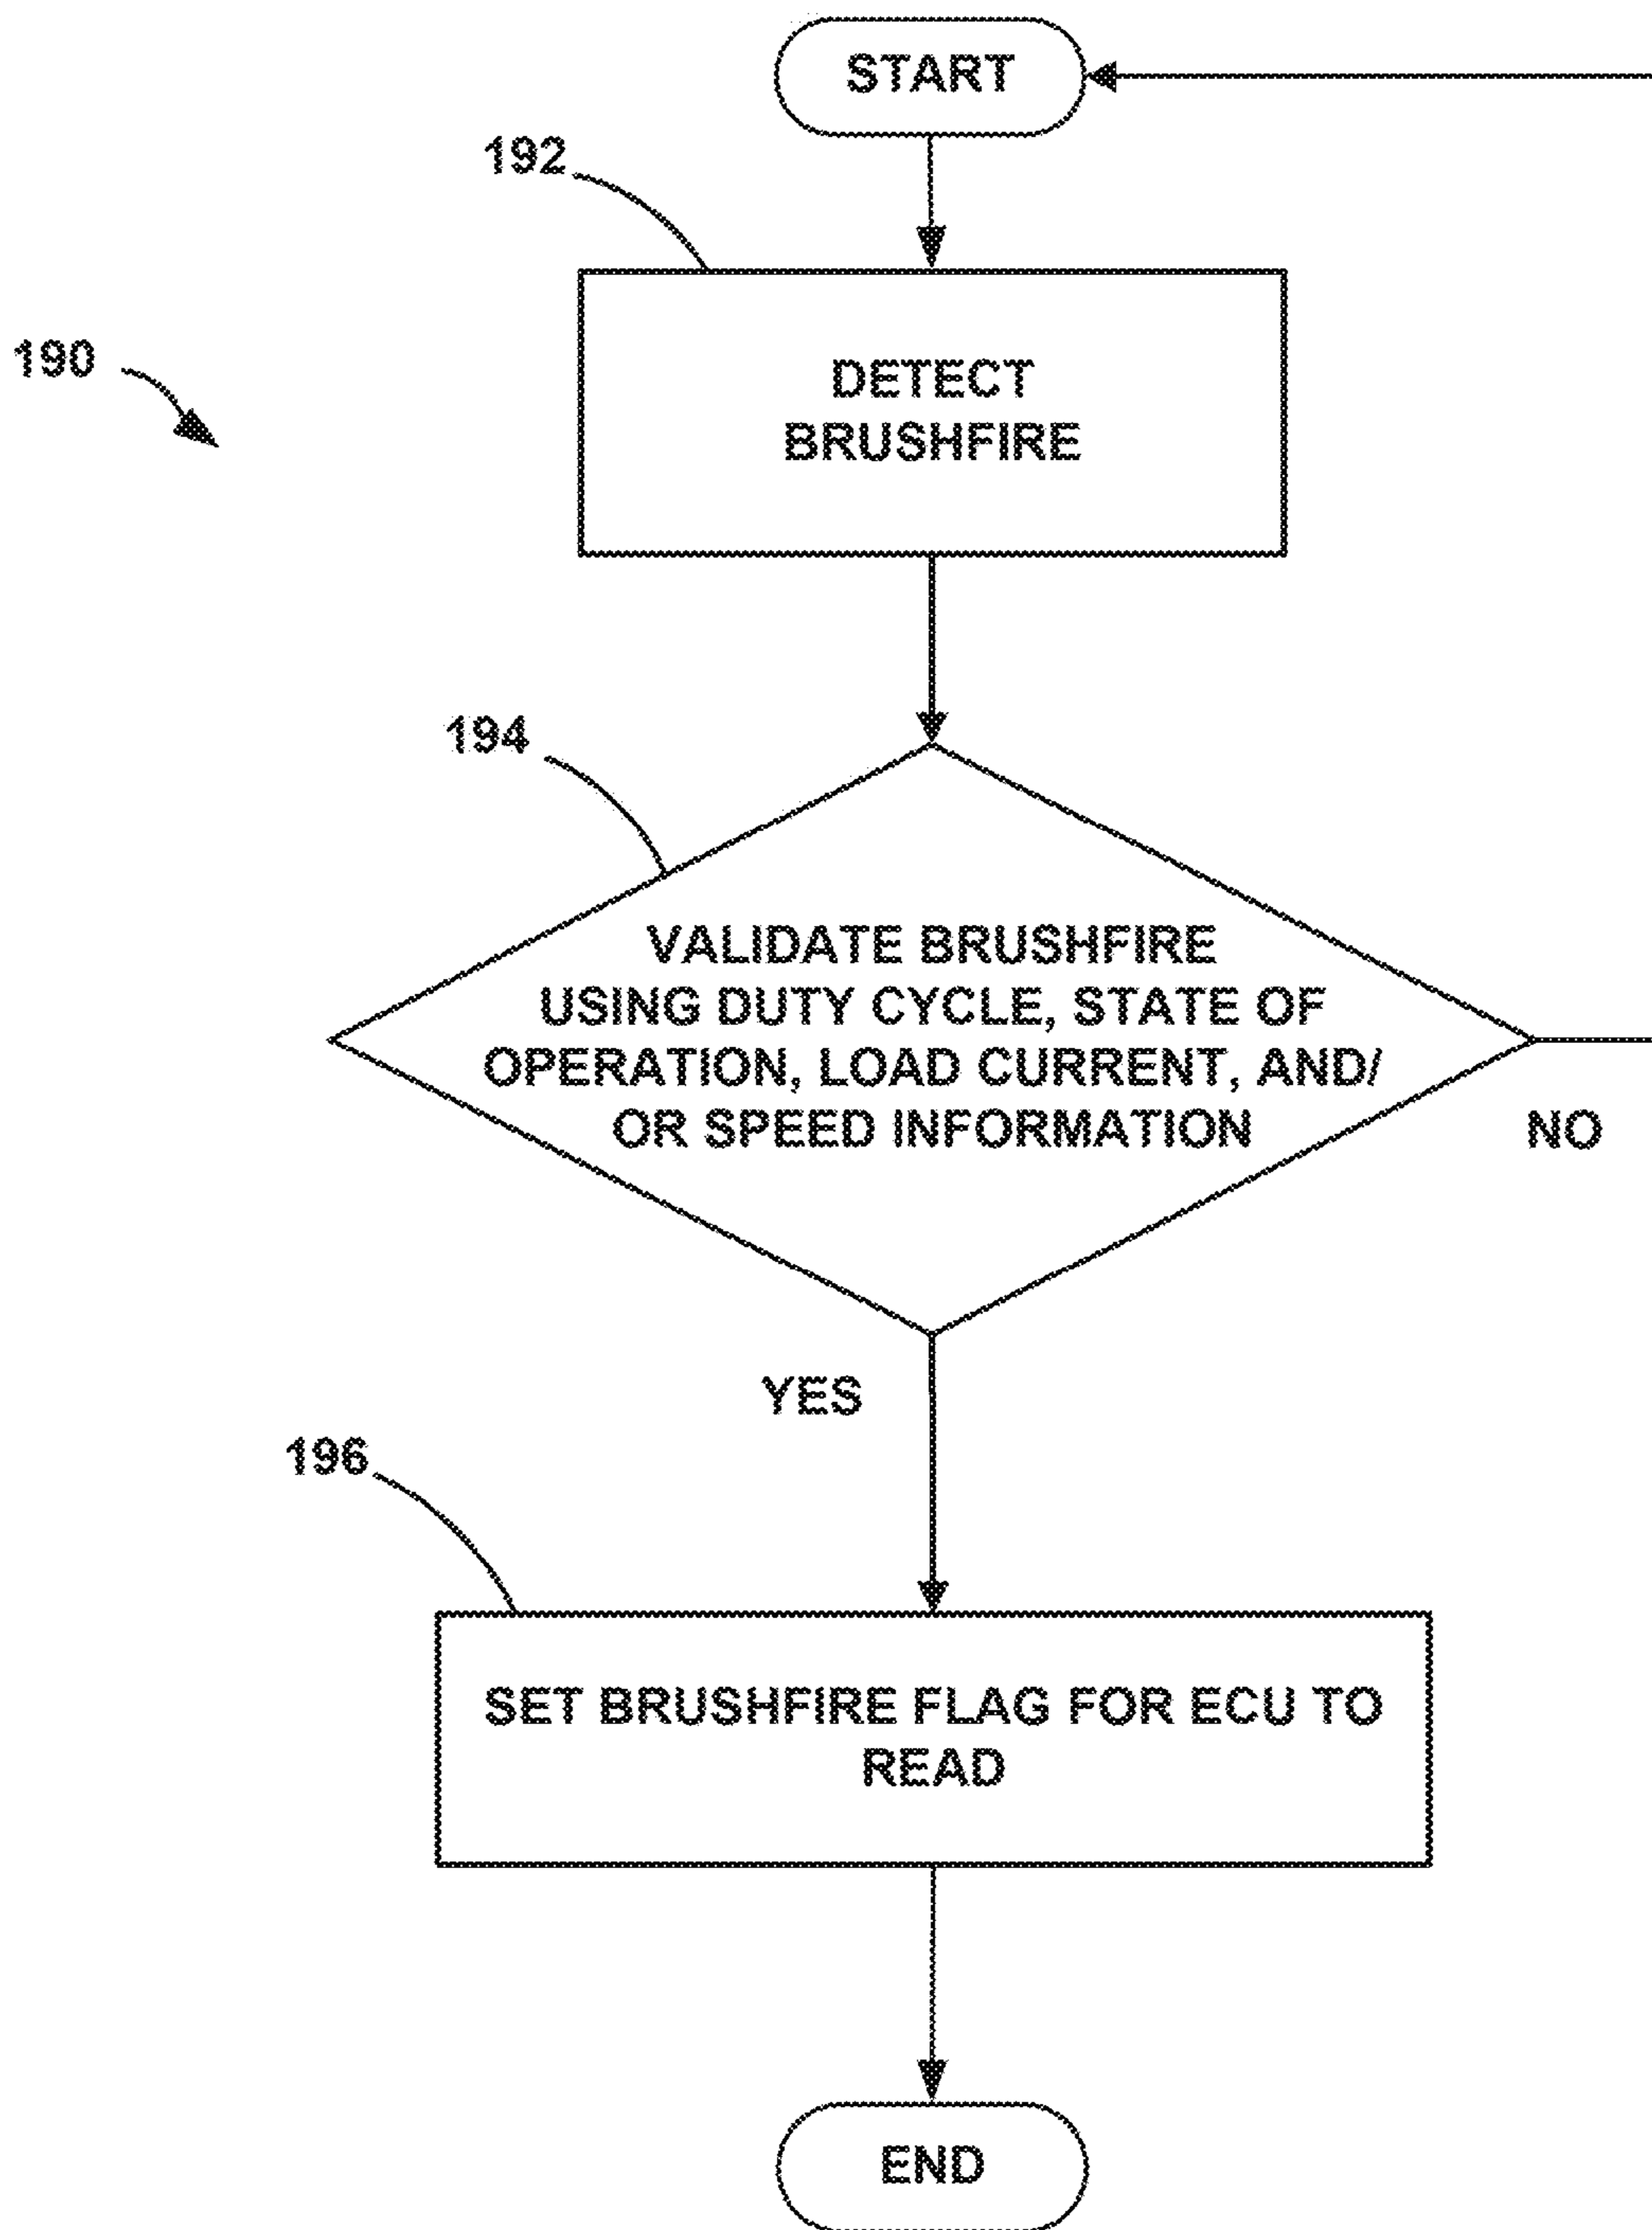 START
192
190
DETECT
BRUSHFIRE
194
VALIDATE BRUSHFIRE
USING DUTY CYCLE, STATE OF
OPERATION, LOAD CURRENT, AND/
OR SPEED INFORMATION
NO
YES
196
SET BRUSHFIRE FLAG FOR ECU TO
READ
END